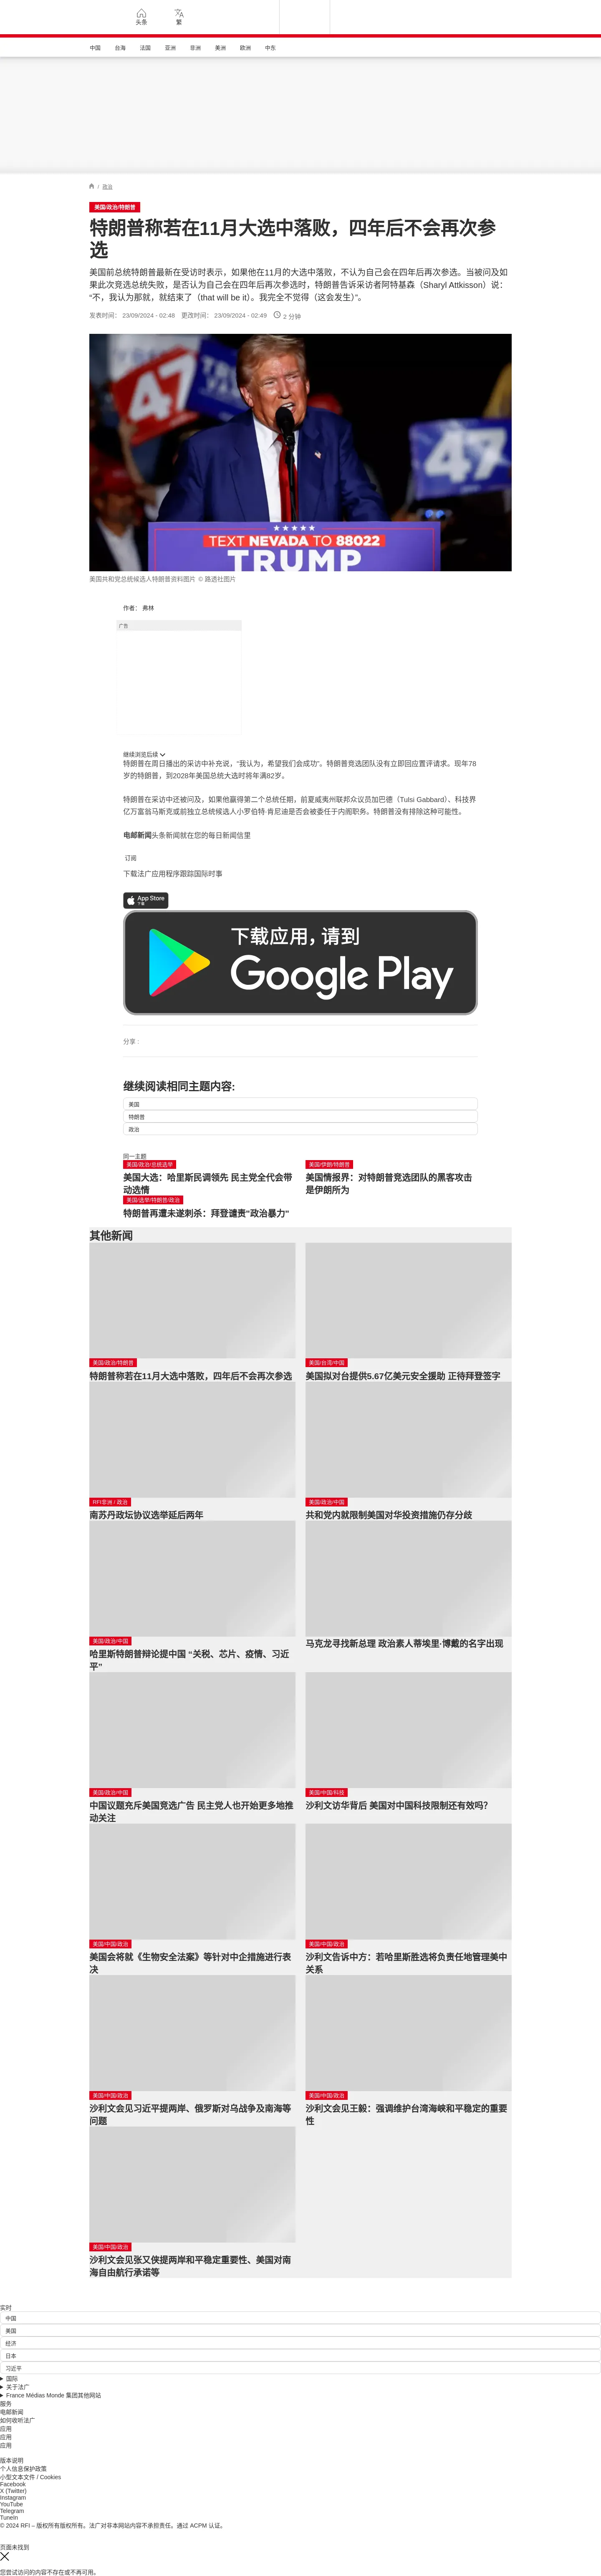 头条
繁
中国 台海 法国 亚洲 非洲 美洲 欧洲 中东
/ 政治
美国/政治/特朗普
特朗普称若在11月大选中落败，四年后不会再次参
选
美国前总统特朗普最新在受访时表示，如果他在11月的大选中落败，不认为自己会在四年后再次参选。当被问及如
果此次竞选总统失败，是否认为自己会在四年后再次参选时，特朗普告诉采访者阿特基森（Sharyl Attkisson）说：
“不，我认为那就，就结束了（that will be it）。我完全不觉得（这会发生）”。
发表时间： 23/09/2024 - 02:48 更改时间： 23/09/2024 - 02:49 2 分钟
47
47
TEXT NEVADA TO 88022
TRUMP
美国共和党总统候选人特朗普资料图片 © 路透社图片
作者： 弗林
广告
继续浏览后续
特朗普在周日播出的采访中补充说，“我认为，希望我们会成功”。特朗普竞选团队没有立即回应置评请求。现年78
岁的特朗普，到2028年美国总统大选时将年满82岁。
特朗普在采访中还被问及，如果他赢得第二个总统任期，前夏威夷州联邦众议员加巴德（Tulsi Gabbard）、科技界
亿万富翁马斯克或前独立总统候选人小罗伯特·肯尼迪是否会被委任于内阁职务。特朗普没有排除这种可能性。
电邮新闻头条新闻就在您的每日新闻信里
订阅
下载法广应用程序跟踪国际时事
App Store
下载
下载应用，请到
Google Play
分享 :
继续阅读相同主题内容:
美国
特朗普
政治
同一主题
美国/政治/总统选举
美国大选：哈里斯民调领先 民主党全代会带
动选情
美国/伊朗/特朗普
美国情报界：对特朗普竞选团队的黑客攻击
是伊朗所为
美国/选举/特朗普/政治
特朗普再遭未遂刺杀：拜登谴责"政治暴力"
其他新闻
美国/政治/特朗普
特朗普称若在11月大选中落败，四年后不会再次参选
美国/台湾/中国
美国拟对台提供5.67亿美元安全援助 正待拜登签字
RFI非洲 / 政治
南苏丹政坛协议选举延后两年
美国/政治/中国
共和党内就限制美国对华投资措施仍存分歧
美国/政治/中国
哈里斯特朗普辩论提中国 “关税、芯片、疫情、习近
平”
马克龙寻找新总理 政治素人蒂埃里·博戴的名字出现
美国/政治/中国
中国议题充斥美国竞选广告 民主党人也开始更多地推
动关注
美国/中国/科技
沙利文访华背后 美国对中国科技限制还有效吗？
美国/中国/政治
美国会将就《生物安全法案》等针对中企措施进行表
决
美国/中国/政治
沙利文告诉中方：若哈里斯胜选将负责任地管理美中
关系
美国/中国/政治
沙利文会见习近平提两岸、俄罗斯对乌战争及南海等
问题
美国/中国/政治
沙利文会见王毅：强调维护台湾海峡和平稳定的重要
性
美国/中国/政治
沙利文会见张又侠提两岸和平稳定重要性、美国对南
海自由航行承诺等
实时
中国
美国
经济
日本
习近平
国际
关于法广
France Médias Monde 集团其他网站
服务
电邮新闻
如何收听法广
应用
应用
应用
版本说明
个人信息保护政策
小型文本文件 / Cookies
Facebook
X (Twitter)
Instagram
YouTube
Telegram
TuneIn
© 2024 RFI – 版权所有版权所有。法广对非本网站内容不承担责任。通过 ACPM 认证。
页面未找到
您尝试访问的内容不存在或不再可用。